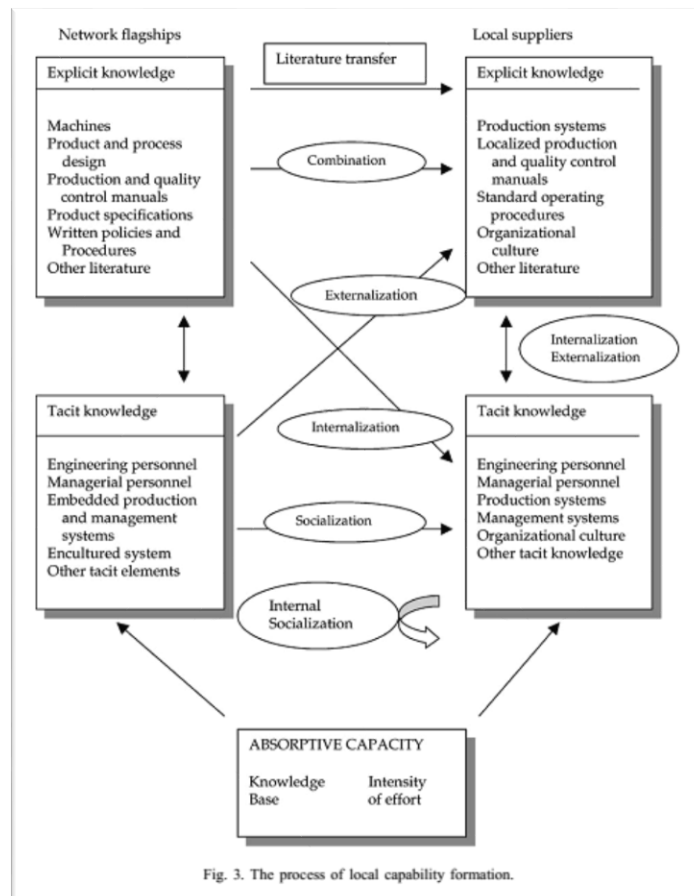 Network flagships
Local suppliers
Explicit knowledge
Machines
Product and process
design
Production and quality
control manuals
Product specifications
Written policies and
Procedures
Other literature
Literature transfer
Combination
Externalization
Internalization
Socialization
Explicit knowledge
Production systems
Localized production
and quality control
manuals
Standard operating
procedures
Organizational
culture
Other literature
Internalization
Externalization
Tacit knowledge
Engineering personnel
Managerial personnel
Embedded production
and management
systems
Encultured system
Other tacit elements
Tacit knowledge
Engineering personnel
Managerial personnel
Production systems
Management systems
Organizational culture
Other tacit knowledge
Internal
Socialization
ABSORPTIVE CAPACITY
Knowledge
Base
Intensity
of effort
Fig. 3. The process of local capability formation.